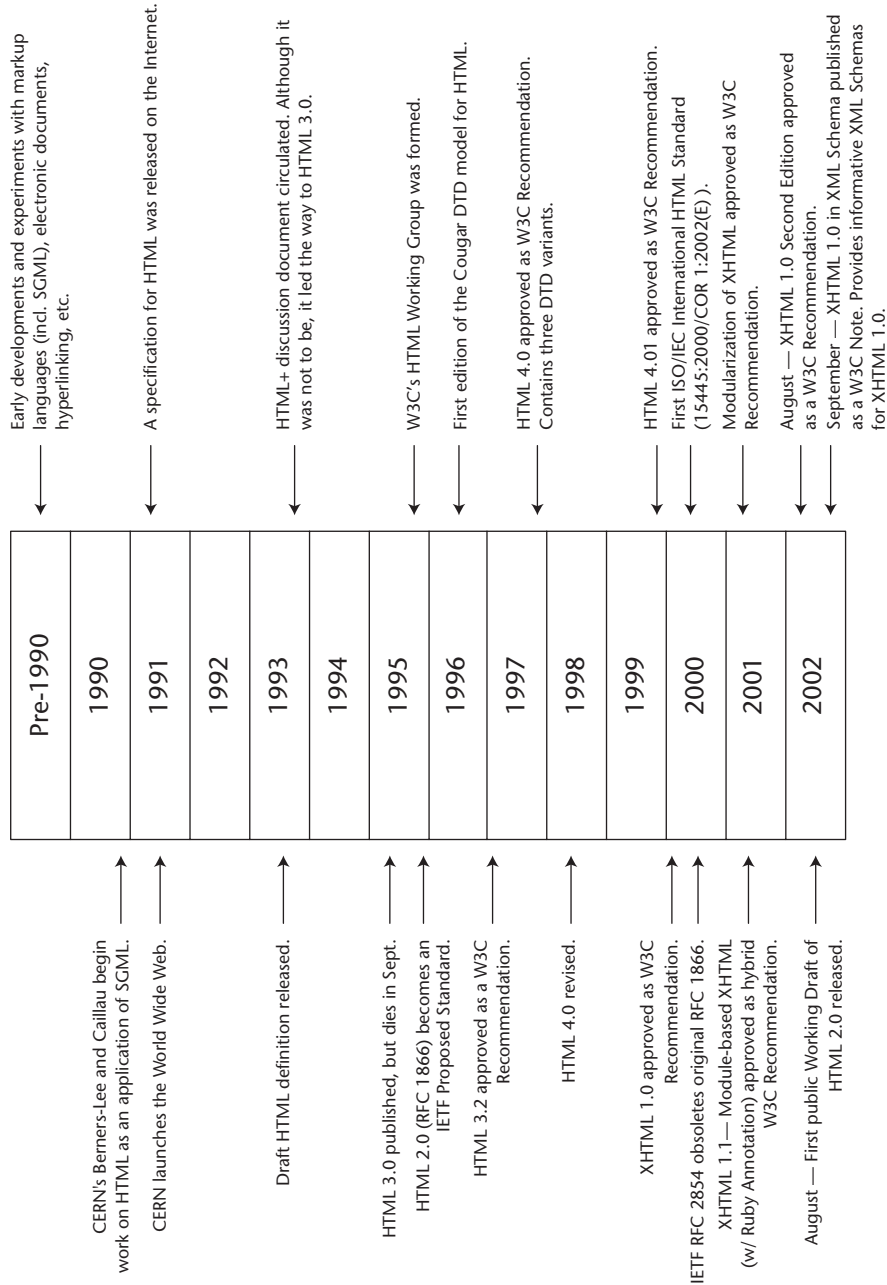 Early developments and experiments with markup
languages (incl. SGML), electronic documents,
hyperlinking, etc.
A specification for HTML was released on the Internet.
HTML+ discussion document circulated. Although it
was not to be, it led the way to HTML 3.0.
W3C's HTML Working Group was formed.
First edition of the Cougar DTD model for HTML.
HTML 4.0 approved as W3C Recommendation.
Contains three DTD variants.
HTML 4.01 approved as W3C Recommendation.
First ISO/IEC International HTML Standard
(15445:2000/COR 1:2002(E) ).
Modularization of XHTML approved as W3C
Recommendation.
August — XHTML 1.0 Second Edition approved
as a W3C Recommendation.
September — XHTML 1.0 in XML Schema published
as a W3C Note. Provides informative XML Schemas
for XHTML 1.0.
Pre-1990
1990
1991
1992
1993
1994
1995
1996
1997
1998
1999
2000
2001
2002
CERN's Berners-Lee and Caillau begin
work on HTML as an application of SGML.
CERN launches the World Wide Web.
Draft HTML definition released.
HTML 3.0 published, but dies in Sept.
HTML 2.0 (RFC 1866) becomes an
IETF Proposed Standard.
HTML 3.2 approved as a W3C
Recommendation.
HTML 4.0 revised.
XHTML 1.0 approved as W3C
Recommendation.
IETF RFC 2854 obsoletes original RFC 1866.
XHTML 1.1— Module-based XHTML
(w/ Ruby Annotation) approved as hybrid
W3C Recommendation.
August — First public Working Draft of
HTML 2.0 released.